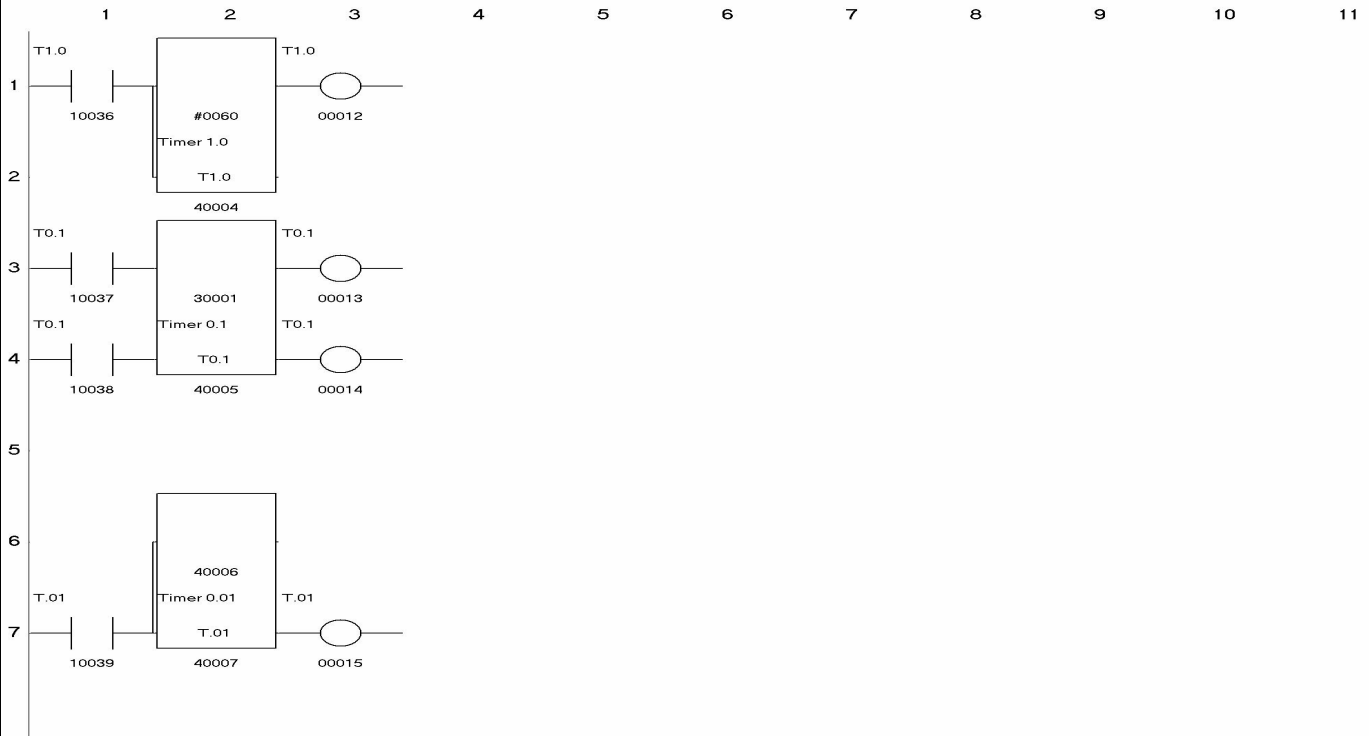 1 2 3 4 5 6 7 8 9 10 11
T1.0 T1.0
1
10036 #0060 00012
Timer 1.0
2 T1.0
40004
T0.1 T0.1
3
10037 30001 00013
T0.1 Timer 0.1 T0.1
4 T0.1
10038 40005 00014
5
6
40006
T.01 Timer 0.01 T.01
7 T.01
10039 40007 00015